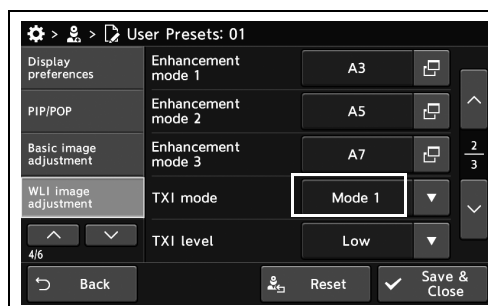 > > User Presets: 01
Display
preferences
Enhancement
mode 1
A3
PIP/POP
Enhancement
mode 2
A5
Basic image
adjustment
Enhancement
mode 3
A7
2
3
WLI image
adjustment
TXI mode
Mode 1
4/6
TXI level
Low
Back
Reset
Save &
Close